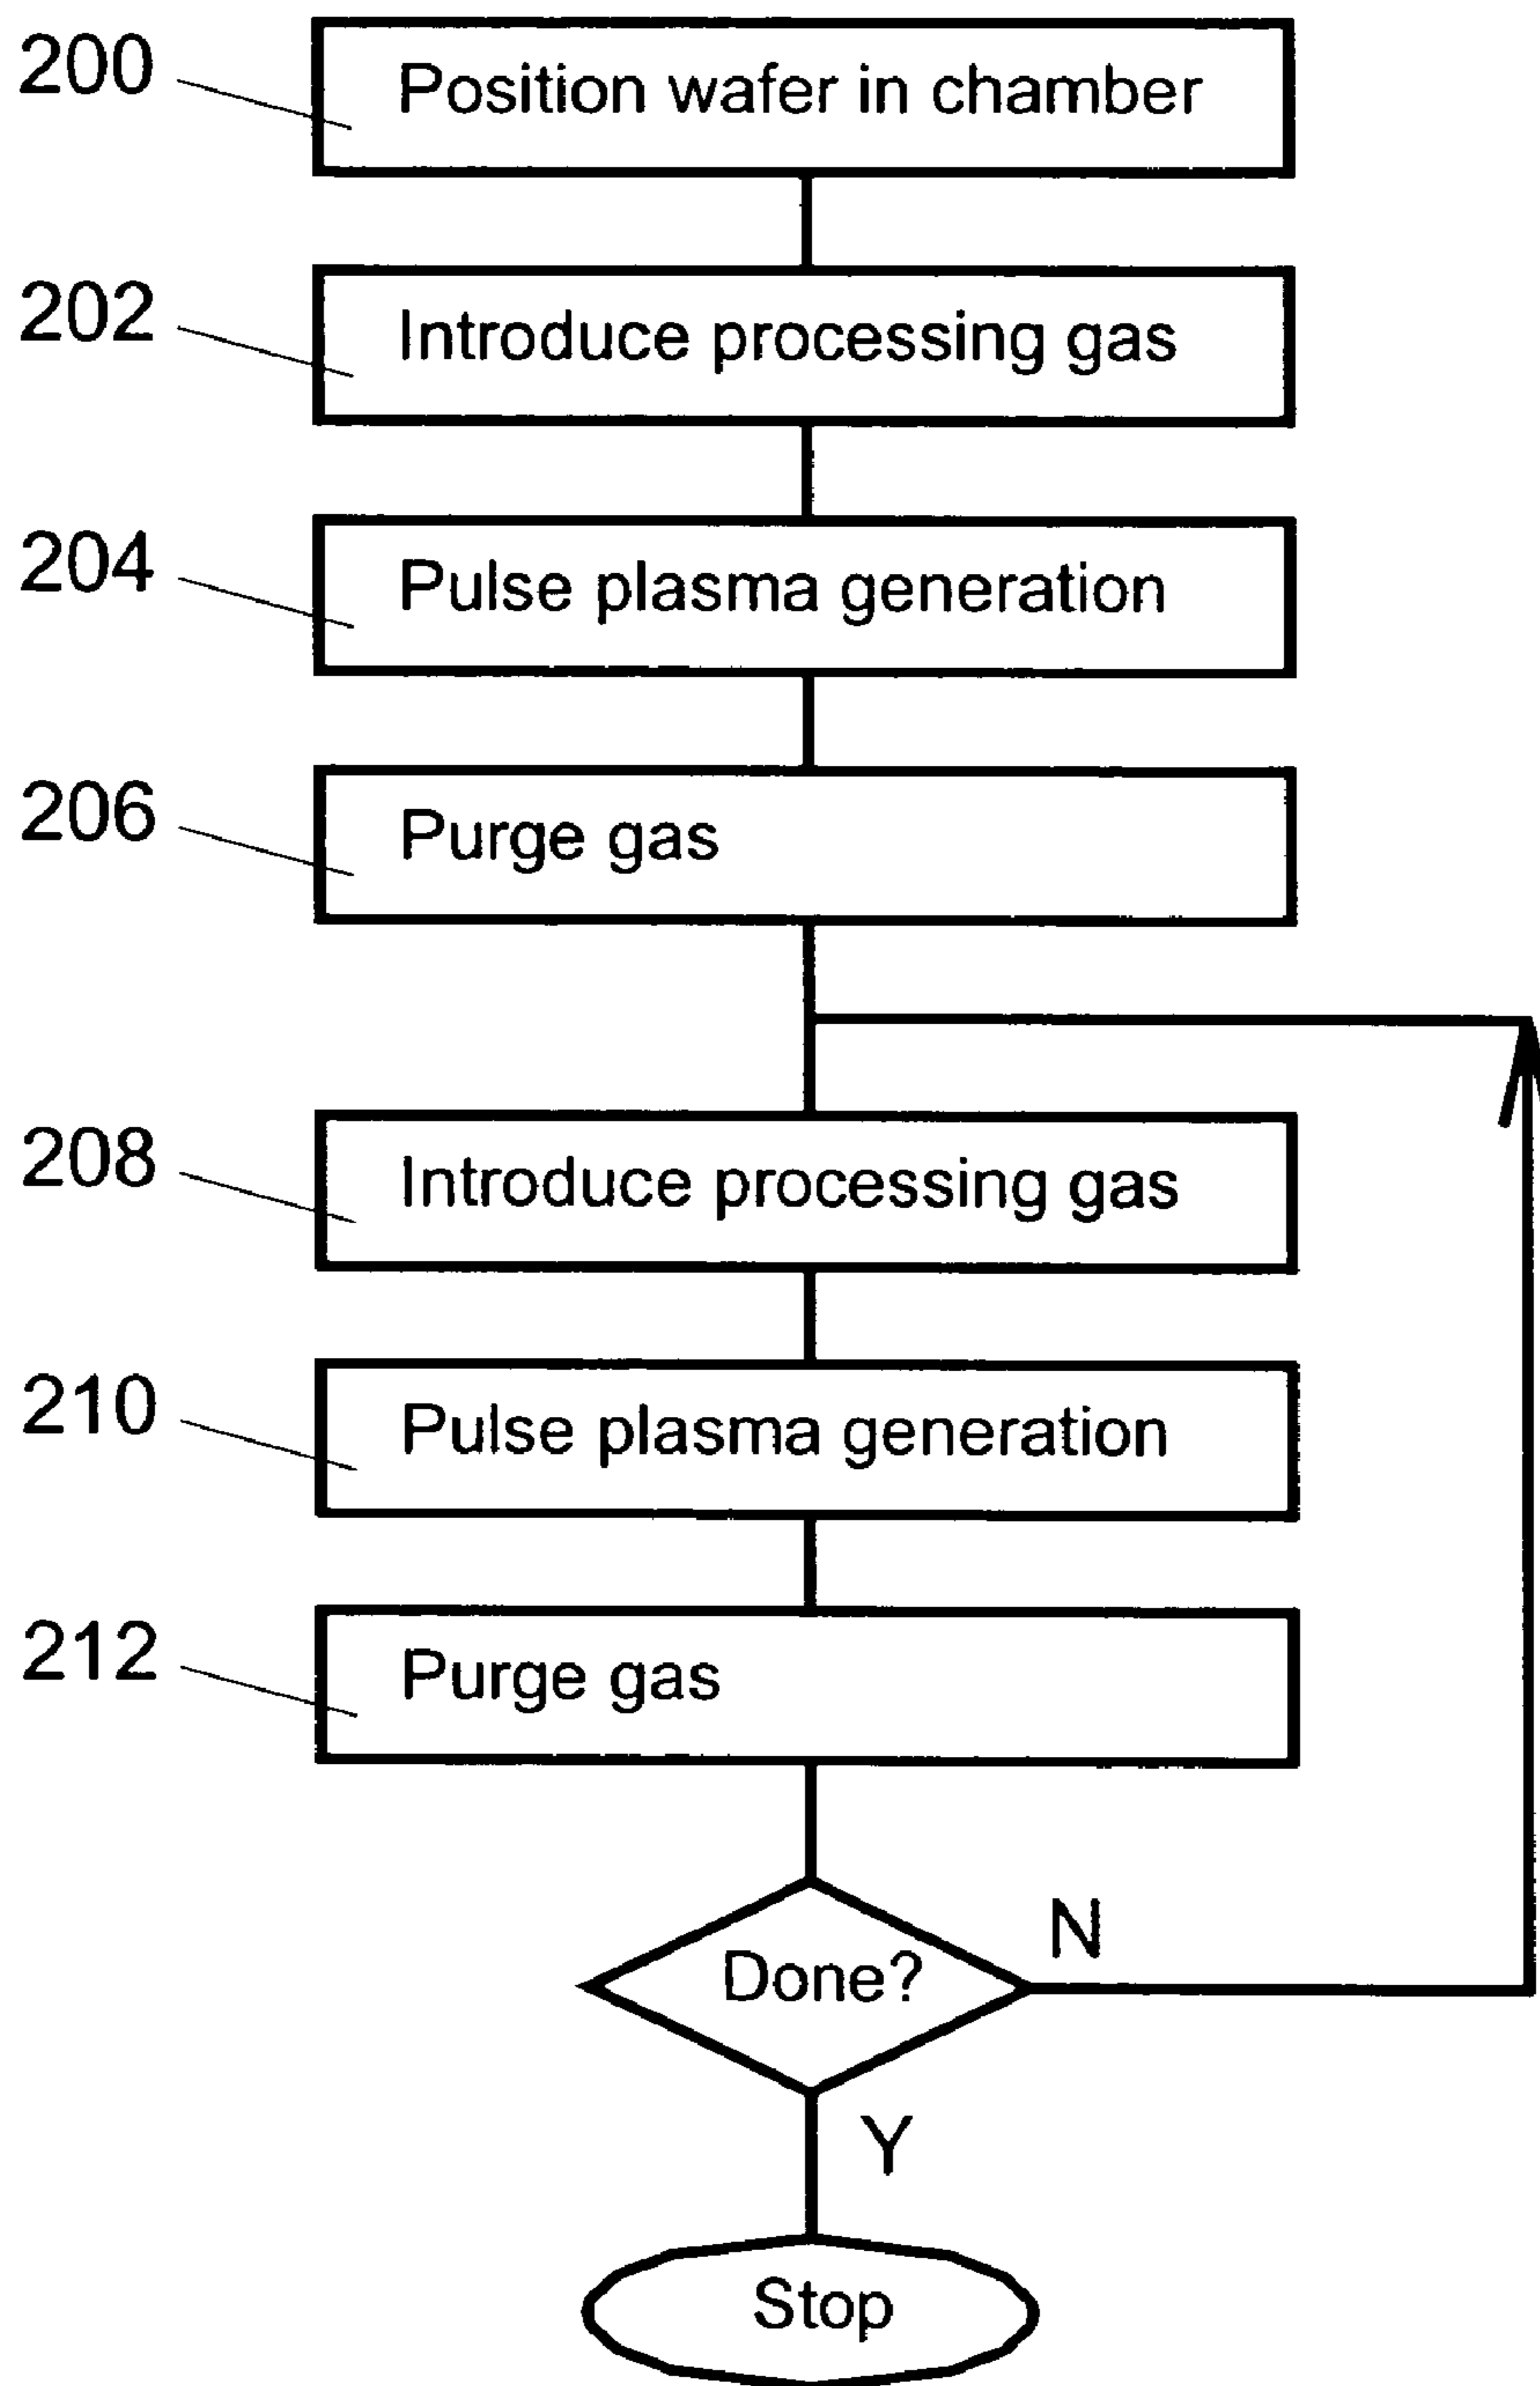 200
Position wafer in chamber
202
Introduce processing gas
204
Pulse plasma generation
206
Purge gas
208
Introduce processing gas
210
Pulse plasma generation
212
Purge gas
Done?
N
Y
Stop